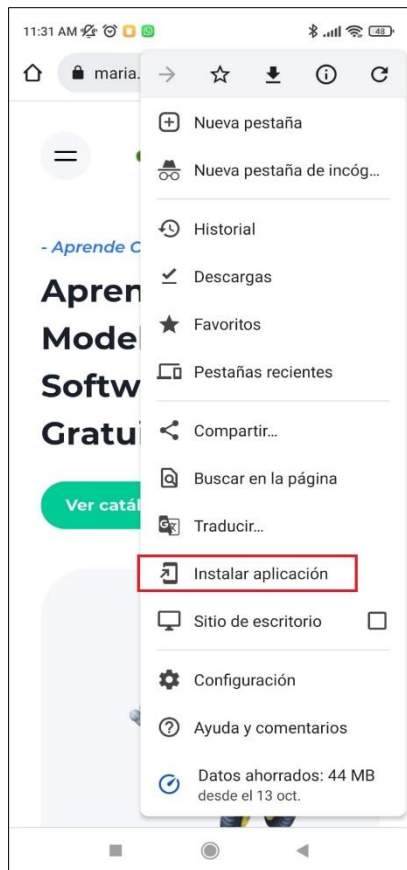 11:31 AM
48
maria.
Nueva pestaña
Nueva pestaña de incóg...
Historial
- Aprende C
Descargas
Apren
Favoritos
Model
Pestañas recientes
Softw
Gratui
Compartir...
Buscar en la página
Ver catál
Traducir...
Instalar aplicación
Sitio de escritorio
Configuración
Ayuda y comentarios
Datos ahorrados: 44 MB
desde el 13 oct.